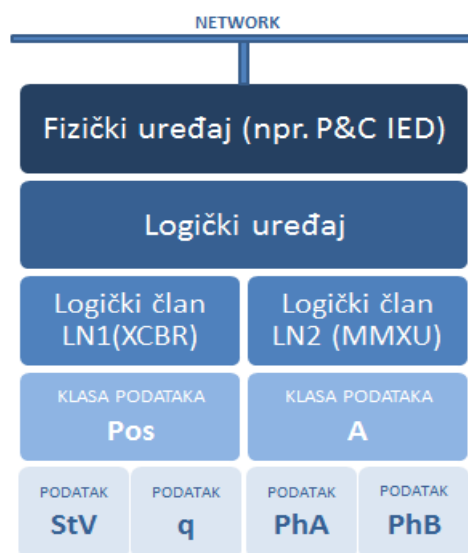 NETWORK
Fizički uređaj (npr. P&C IED)
Logički uređaj
Logički član
LN1(XCBR)
Logički član
LN2 (MMXU)
KLASA PODATAKA
Pos
KLASA PODATAKA
A
PODATAK
StV
PODATAK
q
PODATAK
PhA
PODATAK
PhB